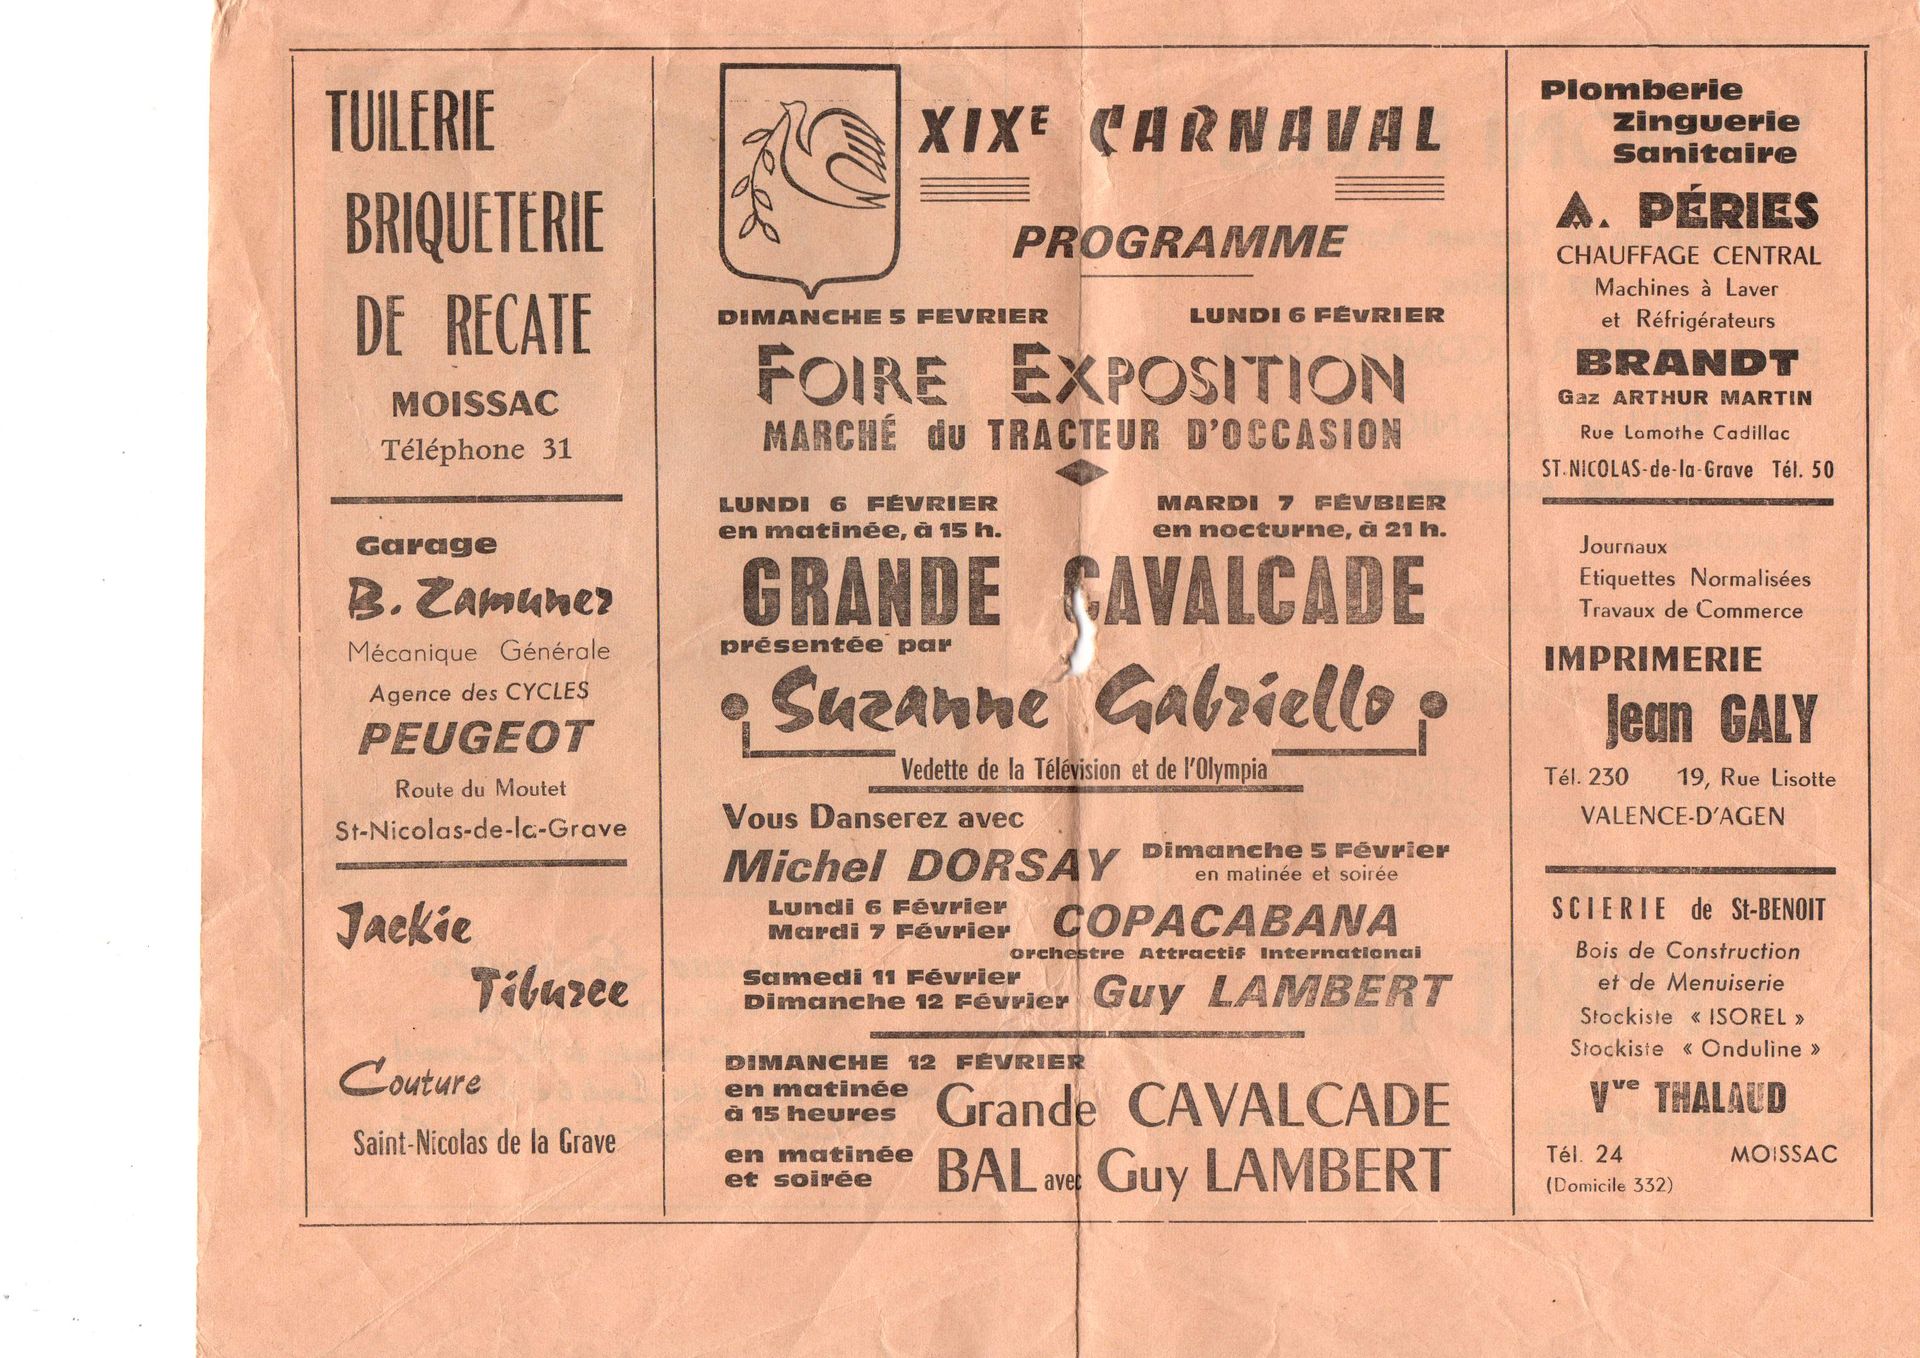 TUILERIE
BRIQUETERIE
DE RECATE
MOISSAC
Téléphone 31
Garage
B. Zamuner
Mécanique Générale
Agence des CYCLES
PEUGEOT
Route du Moutet
St-Nicolas-de-la-Grave
Jackie
Tiburce
Couture
Saint-Nicolas de la Grave
XIXE CARNAVAL
PROGRAMME
DIMANCHE 5 FEVRIER LUNDI 6 FÉVRIER
FOIRE EXPOSITION
MARCHÉ du TRACTEUR D'OCCASION
LUNDI 6 FÉVRIER MARDI 7 FÉVBIER
en matinée, à 15 h. en nocturne, à 21 h.
GRANDE CAVALCADE
présentée par
Suzanne Gabriello
Vedette de la Télévision et de l'Olympia
Vous Danserez avec
Michel DORSAY Dimanche 5 Février
en matinée et soirée
Lundi 6 Février
Mardi 7 Février COPACABANA
Orchestre Attractif International
Samedi 11 Février
Dimanche 12 Février Guy LAMBERT
DIMANCHE 12 FÉVRIER
en matinée
à 15 heures Grande CAVALCADE
en matinée
et soirée BAL avec Guy LAMBERT
Plomberie
Zinguerie
Sanitaire
A. PÉRIES
CHAUFFAGE CENTRAL
Machines à Laver
et Réfrigérateurs
BRANDT
Gaz ARTHUR MARTIN
Rue Lamothe Cadillac
ST.NICOLAS-de-la-Grave Tél. 50
Journaux
Etiquettes Normalisées
Travaux de Commerce
IMPRIMERIE
Jean GALY
Tél. 230 19, Rue Lisotte
VALENCE-D'AGEN
SCIERIE de St-BENOIT
Bois de Construction
et de Menuiserie
Stockiste « ISOREL »
Stockiste « Onduline »
Vve THALAUD
Tél. 24 MOISSAC
(Domicile 332)